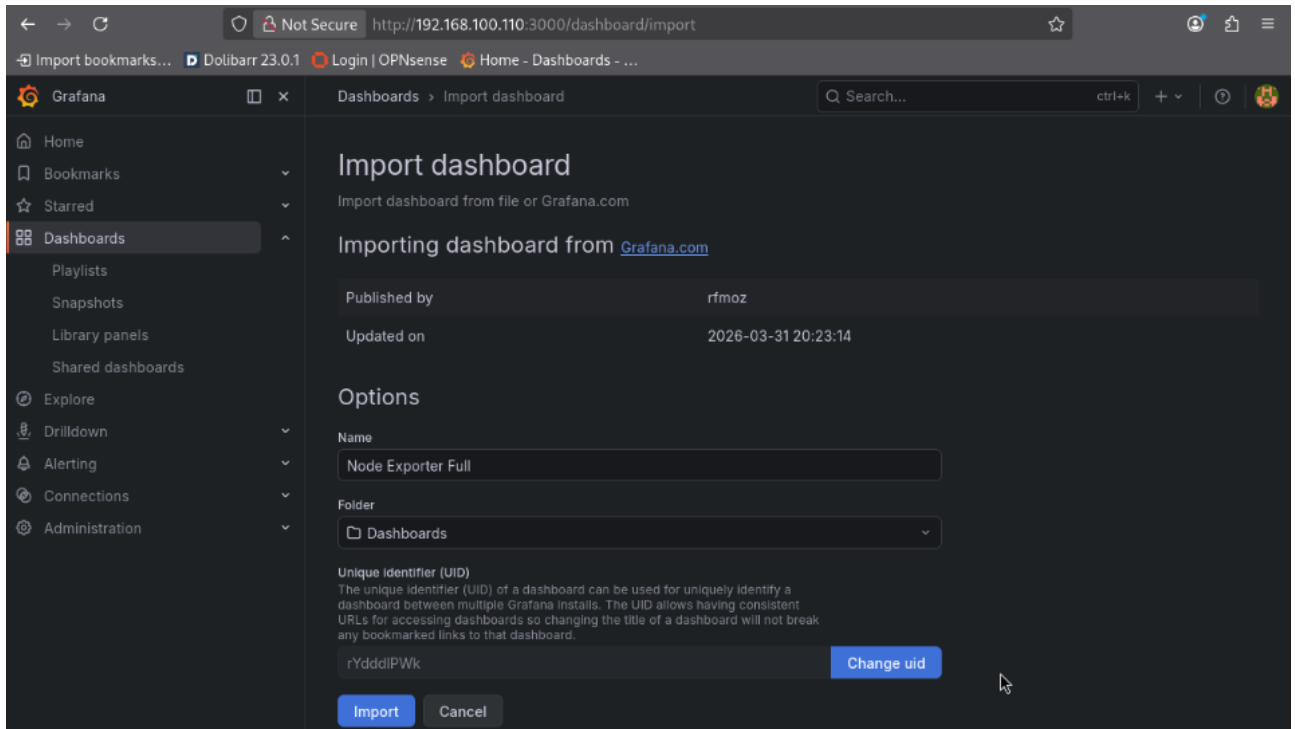 Not Secure http://192.168.100.110:3000/dashboard/import
Import bookmarks... Dolibarr 23.0.1 Login | OPNsense Home - Dashboards - ...
Grafana
Dashboards › Import dashboard
Search... ctrl+k
Home
Bookmarks
Starred
Dashboards
Playlists
Snapshots
Library panels
Shared dashboards
Explore
Drilldown
Alerting
Connections
Administration
Import dashboard
Import dashboard from file or Grafana.com
Importing dashboard from Grafana.com
Published by rfmoz
Updated on 2026-03-31 20:23:14
Options
Name
Node Exporter Full
Folder
Dashboards
Unique identifier (UID)
The unique identifier (UID) of a dashboard can be used for uniquely identify a
dashboard between multiple Grafana installs. The UID allows having consistent
URLs for accessing dashboards so changing the title of a dashboard will not break
any bookmarked links to that dashboard.
rYdddlPWk Change uid
Import Cancel